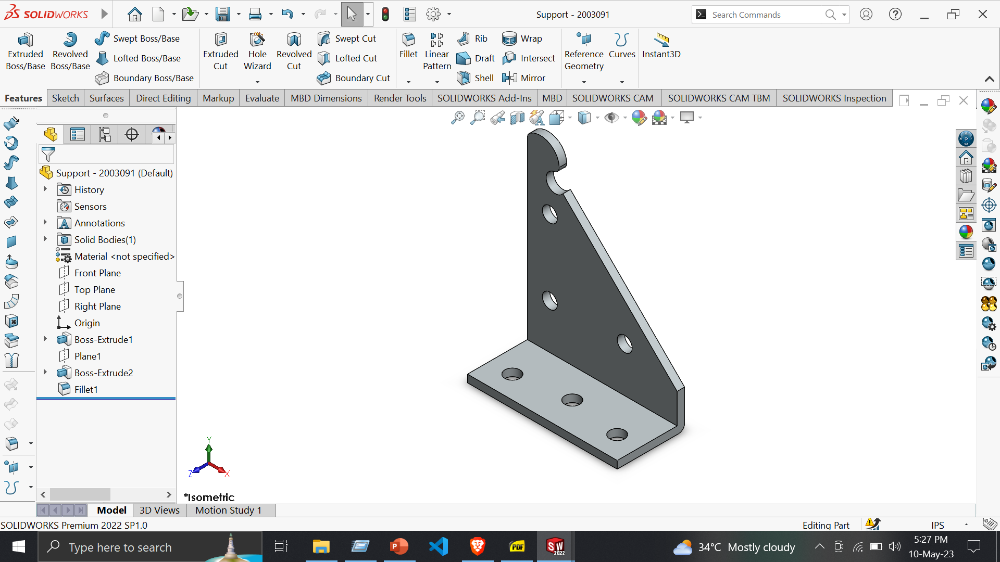 SOLIDWORKS
Support - 2003091
Search Commands
Extruded Boss/Base
Revolved Boss/Base
Swept Boss/Base
Lofted Boss/Base
Boundary Boss/Base
Extruded Cut
Hole Wizard
Revolved Cut
Swept Cut
Lofted Cut
Boundary Cut
Fillet
Linear Pattern
Rib
Draft
Shell
Wrap
Intersect
Mirror
Reference Geometry
Curves
Instant3D
Features
Sketch
Surfaces
Direct Editing
Markup
Evaluate
MBD Dimensions
Render Tools
SOLIDWORKS Add-Ins
MBD
SOLIDWORKS CAM
SOLIDWORKS CAM TBM
SOLIDWORKS Inspection
Support - 2003091 (Default)
History
Sensors
Annotations
Solid Bodies(1)
Material <not specified>
Front Plane
Top Plane
Right Plane
Origin
Boss-Extrude1
Plane1
Boss-Extrude2
Fillet1
Y
Z
X
*Isometric
Model
3D Views
Motion Study 1
SOLIDWORKS Premium 2022 SP1.0
Editing Part
IPS
Type here to search
P
PDF
SW
2022
34°C Mostly cloudy
5:27 PM
10-May-23